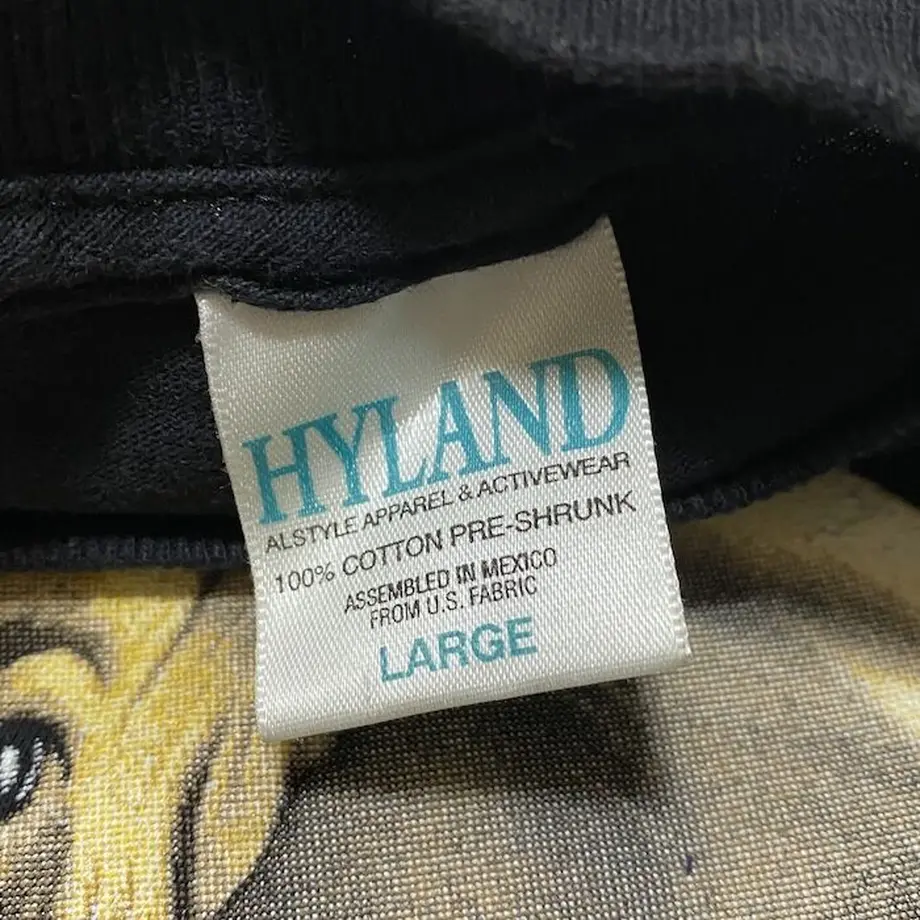 HYLAND
ALSTYLE APPAREL & ACTIVEWEAR
100% COTTON PRE-SHRUNK
ASSEMBLED IN MEXICO
FROM U.S. FABRIC
LARGE